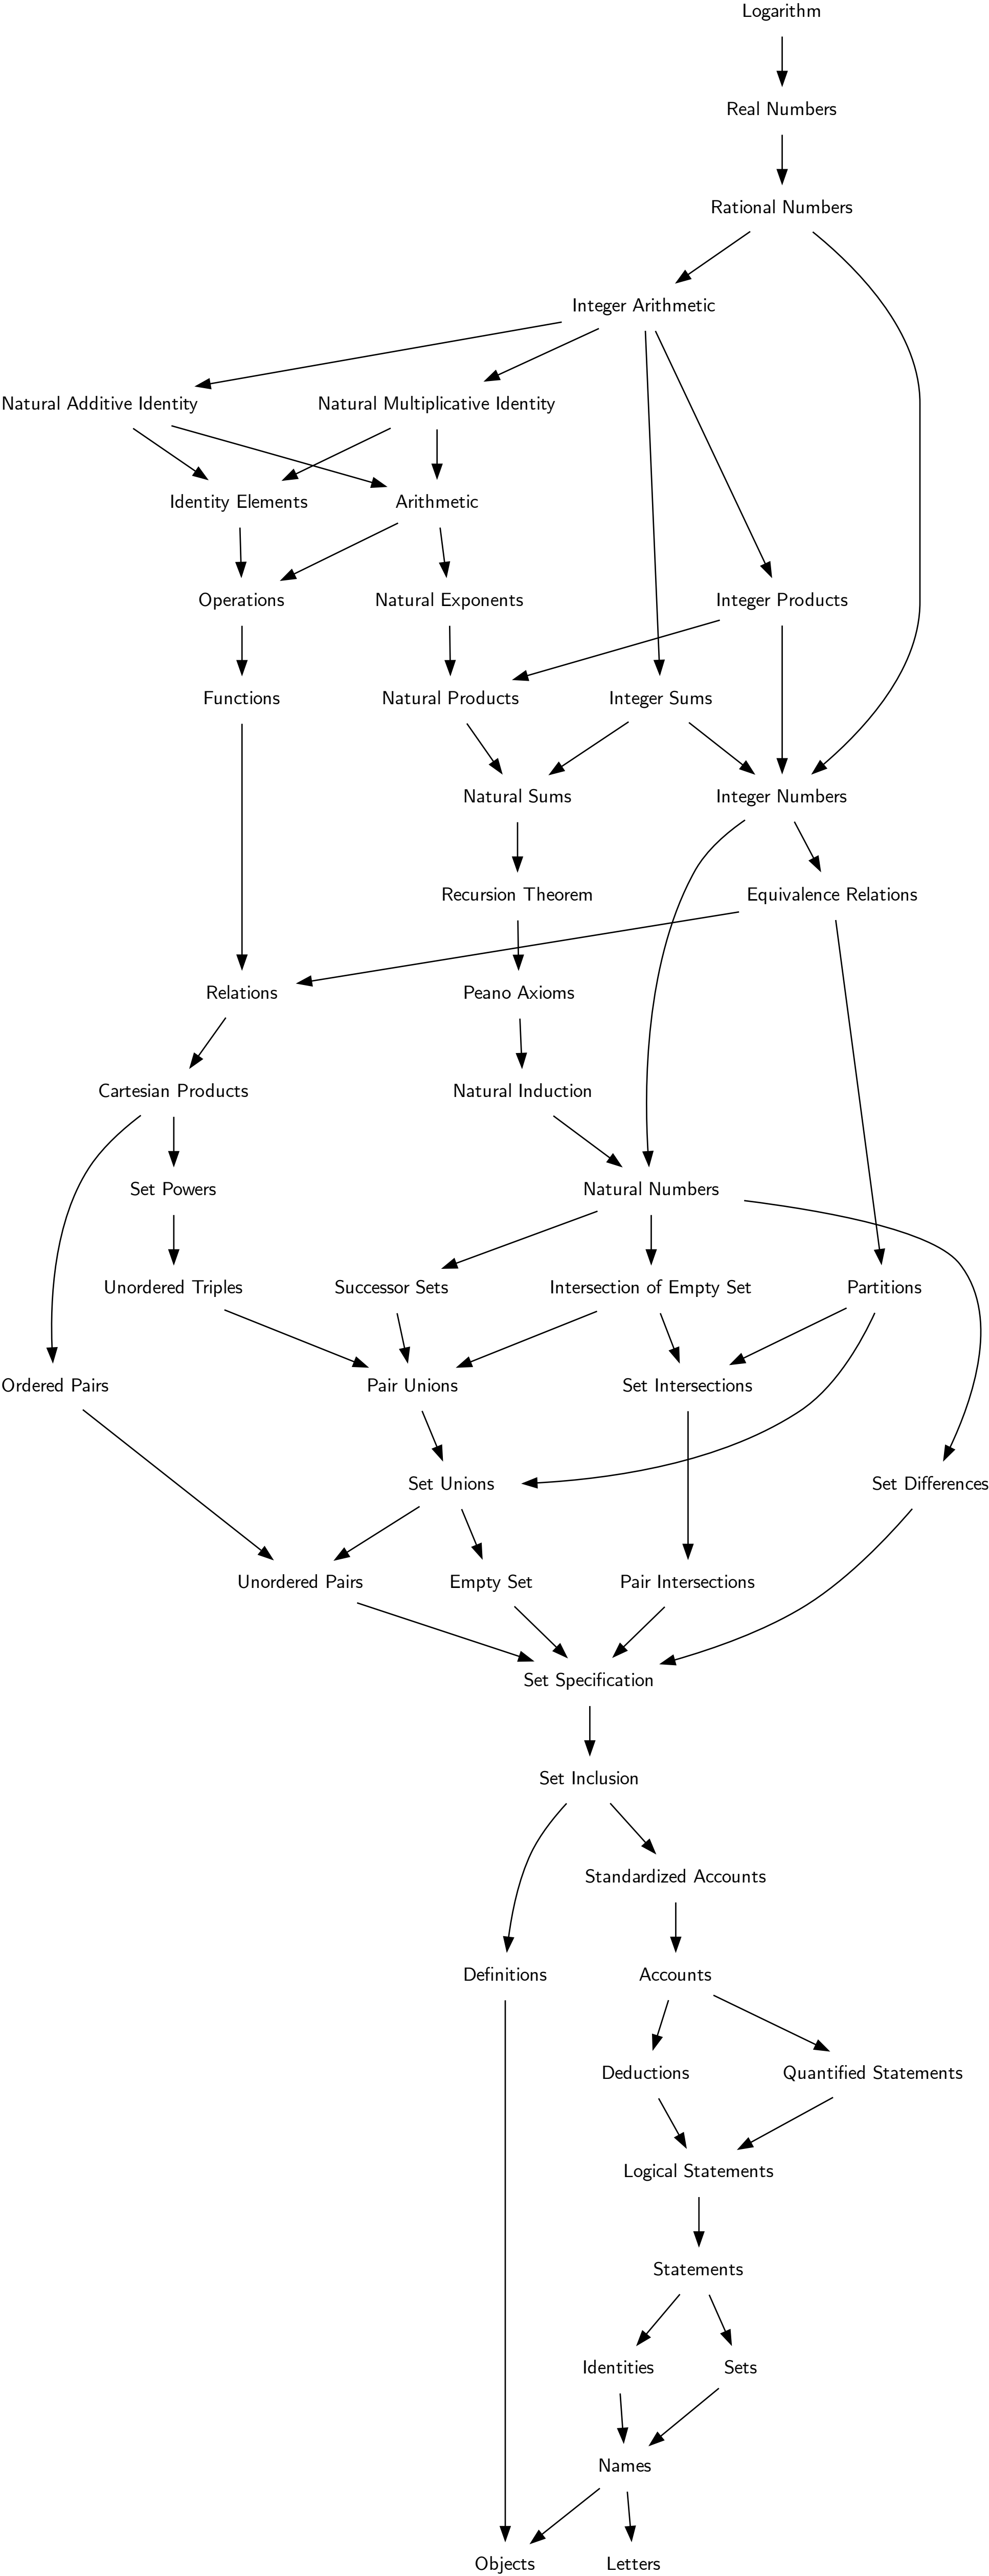 Logarithm
Real Numbers
Rational Numbers
Integer Arithmetic
Natural Additive Identity
Natural Multiplicative Identity
Identity Elements
Arithmetic
Operations
Natural Exponents
Integer Products
Functions
Natural Products
Integer Sums
Natural Sums
Integer Numbers
Recursion Theorem
Equivalence Relations
Relations
Peano Axioms
Cartesian Products
Natural Induction
Set Powers
Natural Numbers
Unordered Triples
Successor Sets
Intersection of Empty Set
Partitions
Ordered Pairs
Pair Unions
Set Intersections
Set Unions
Set Differences
Unordered Pairs
Empty Set
Pair Intersections
Set Specification
Set Inclusion
Standardized Accounts
Definitions
Accounts
Deductions
Quantified Statements
Logical Statements
Statements
Identities
Sets
Names
Objects
Letters